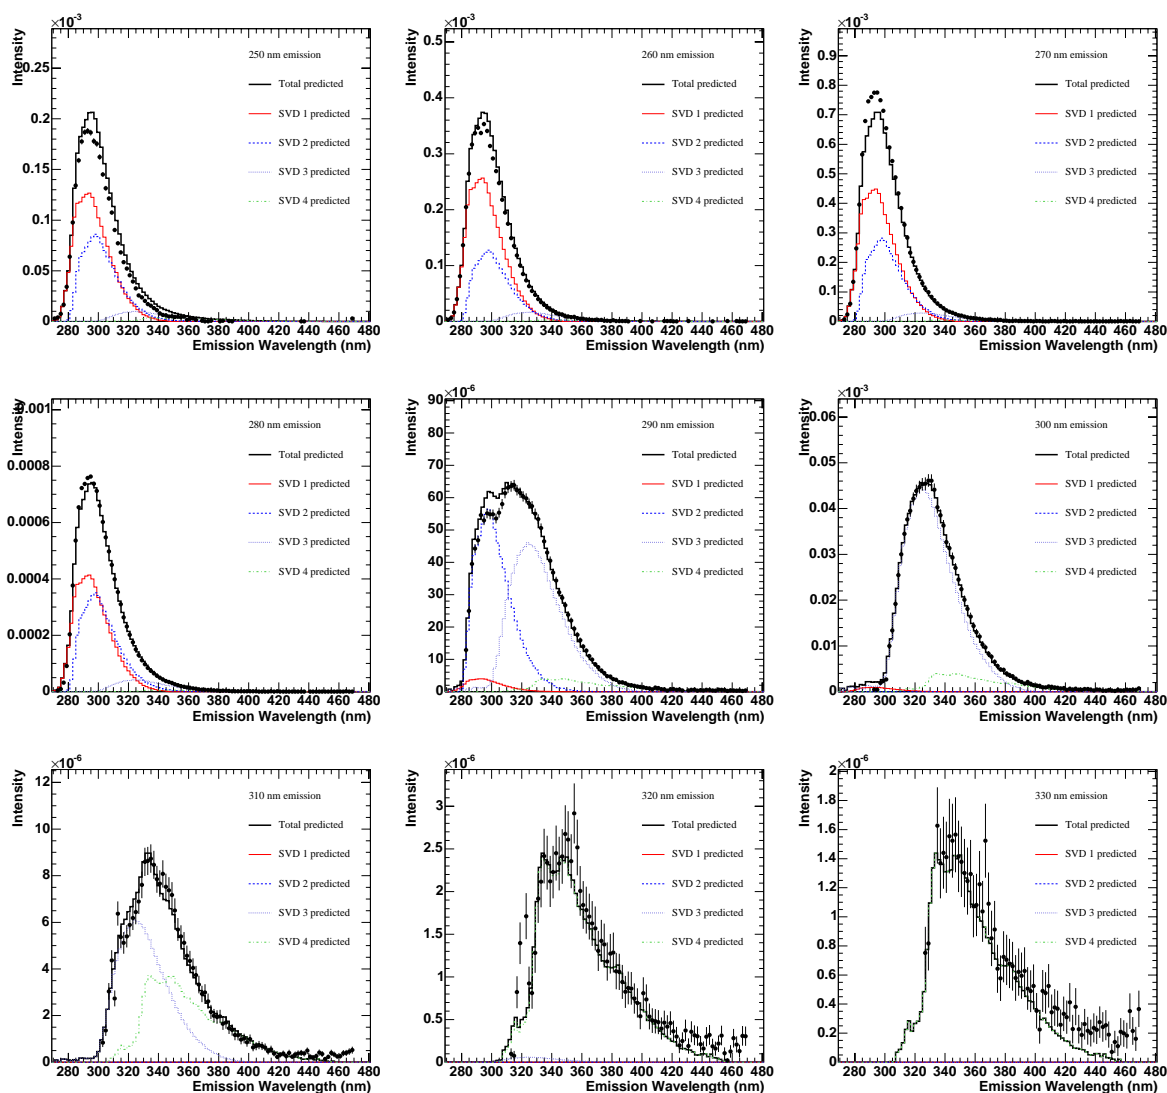 ×10⁻³
Intensity
250 nm emission
Total predicted
SVD 1 predicted
SVD 2 predicted
SVD 3 predicted
SVD 4 predicted
0.25
0.2
0.15
0.1
0.05
0
280 300 320 340 360 380 400 420 440 460 480
Emission Wavelength (nm)
×10⁻³
Intensity
260 nm emission
Total predicted
SVD 1 predicted
SVD 2 predicted
SVD 3 predicted
SVD 4 predicted
0.5
0.4
0.3
0.2
0.1
0
280 300 320 340 360 380 400 420 440 460 480
Emission Wavelength (nm)
×10⁻³
Intensity
270 nm emission
Total predicted
SVD 1 predicted
SVD 2 predicted
SVD 3 predicted
SVD 4 predicted
0.9
0.8
0.7
0.6
0.5
0.4
0.3
0.2
0.1
0
280 300 320 340 360 380 400 420 440 460 480
Emission Wavelength (nm)
Intensity
280 nm emission
Total predicted
SVD 1 predicted
SVD 2 predicted
SVD 3 predicted
SVD 4 predicted
0.001
0.0008
0.0006
0.0004
0.0002
0
280 300 320 340 360 380 400 420 440 460 480
Emission Wavelength (nm)
×10⁻⁶
Intensity
290 nm emission
Total predicted
SVD 1 predicted
SVD 2 predicted
SVD 3 predicted
SVD 4 predicted
90
80
70
60
50
40
30
20
10
0
280 300 320 340 360 380 400 420 440 460 480
Emission Wavelength (nm)
×10⁻³
Intensity
300 nm emission
Total predicted
SVD 1 predicted
SVD 2 predicted
SVD 3 predicted
SVD 4 predicted
0.06
0.05
0.04
0.03
0.02
0.01
0
280 300 320 340 360 380 400 420 440 460 480
Emission Wavelength (nm)
×10⁻⁶
Intensity
310 nm emission
Total predicted
SVD 1 predicted
SVD 2 predicted
SVD 3 predicted
SVD 4 predicted
12
10
8
6
4
2
0
280 300 320 340 360 380 400 420 440 460 480
Emission Wavelength (nm)
×10⁻⁶
Intensity
320 nm emission
Total predicted
SVD 1 predicted
SVD 2 predicted
SVD 3 predicted
SVD 4 predicted
3
2.5
2
1.5
1
0.5
0
280 300 320 340 360 380 400 420 440 460 480
Emission Wavelength (nm)
×10⁻⁶
Intensity
330 nm emission
Total predicted
SVD 1 predicted
SVD 2 predicted
SVD 3 predicted
SVD 4 predicted
2
1.8
1.6
1.4
1.2
1
0.8
0.6
0.4
0.2
0
280 300 320 340 360 380 400 420 440 460 480
Emission Wavelength (nm)